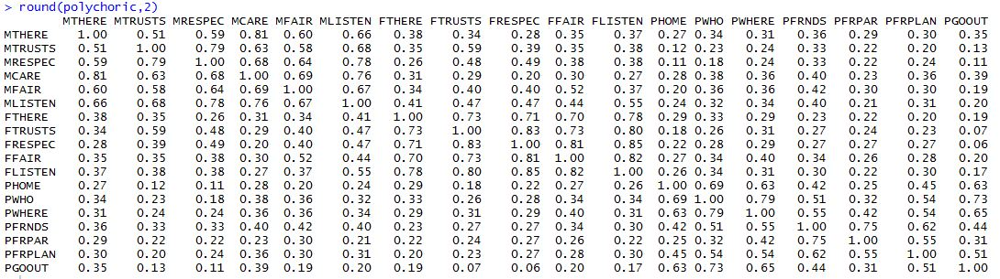 > round(polychoric,2)
MTHERE MTRUSTS MRESPEC MCARE MFAIR MLISTEN FTHERE FTRUSTS FRESPEC FFAIR FLISTEN PHOME PWHO PWHERE PFRNDS PFRPAR PFRPLAN PGOOUT
MTHERE 1.00 0.51 0.59 0.81 0.60 0.66 0.38 0.34 0.28 0.35 0.37 0.27 0.34 0.31 0.36 0.29 0.30 0.35
MTRUSTS 0.51 1.00 0.79 0.63 0.58 0.68 0.35 0.59 0.39 0.35 0.38 0.12 0.23 0.24 0.33 0.22 0.20 0.13
MRESPEC 0.59 0.79 1.00 0.68 0.64 0.78 0.26 0.48 0.49 0.38 0.38 0.11 0.18 0.24 0.33 0.22 0.24 0.11
MCARE 0.81 0.63 0.68 1.00 0.69 0.76 0.31 0.29 0.20 0.30 0.27 0.28 0.38 0.36 0.40 0.23 0.36 0.39
MFAIR 0.60 0.58 0.64 0.69 1.00 0.67 0.34 0.40 0.40 0.52 0.37 0.20 0.36 0.36 0.42 0.30 0.30 0.19
MLISTEN 0.66 0.68 0.78 0.76 0.67 1.00 0.41 0.47 0.47 0.44 0.55 0.24 0.32 0.34 0.40 0.21 0.31 0.20
FTHERE 0.38 0.35 0.26 0.31 0.34 0.41 1.00 0.73 0.71 0.70 0.78 0.29 0.33 0.29 0.23 0.22 0.20 0.19
FTRUSTS 0.34 0.59 0.48 0.29 0.40 0.47 0.73 1.00 0.83 0.73 0.80 0.18 0.26 0.31 0.27 0.24 0.23 0.07
FRESPEC 0.28 0.39 0.49 0.20 0.40 0.47 0.71 0.83 1.00 0.81 0.85 0.22 0.28 0.29 0.27 0.27 0.27 0.06
FFAIR 0.35 0.35 0.38 0.30 0.52 0.44 0.70 0.73 0.81 1.00 0.82 0.27 0.34 0.40 0.34 0.26 0.28 0.20
FLISTEN 0.37 0.38 0.38 0.27 0.37 0.55 0.78 0.80 0.85 0.82 1.00 0.26 0.34 0.31 0.30 0.22 0.30 0.17
PHOME 0.27 0.12 0.11 0.28 0.20 0.24 0.29 0.18 0.22 0.27 0.26 1.00 0.69 0.63 0.42 0.25 0.45 0.63
PWHO 0.34 0.23 0.18 0.38 0.36 0.32 0.33 0.26 0.28 0.34 0.34 0.69 1.00 0.79 0.51 0.32 0.54 0.73
PWHERE 0.31 0.24 0.24 0.36 0.36 0.34 0.29 0.31 0.29 0.40 0.31 0.63 0.79 1.00 0.55 0.42 0.54 0.65
PFRNDS 0.36 0.33 0.33 0.40 0.42 0.40 0.23 0.27 0.27 0.34 0.30 0.42 0.51 0.55 1.00 0.75 0.62 0.44
PFRPAR 0.29 0.22 0.22 0.23 0.30 0.21 0.22 0.24 0.27 0.26 0.22 0.25 0.32 0.42 0.75 1.00 0.55 0.31
PFRPLAN 0.30 0.20 0.24 0.36 0.30 0.31 0.20 0.23 0.27 0.28 0.30 0.45 0.54 0.54 0.62 0.55 1.00 0.51
PGOOUT 0.35 0.13 0.11 0.39 0.19 0.20 0.19 0.07 0.06 0.20 0.17 0.63 0.73 0.65 0.44 0.31 0.51 1.00